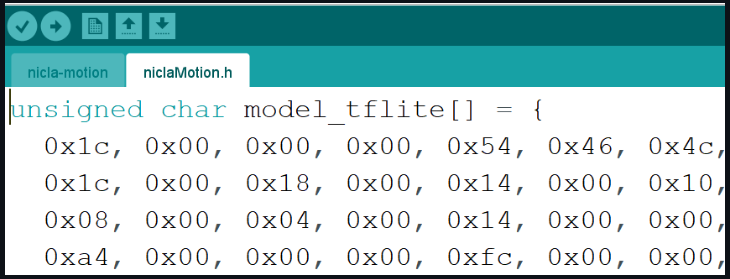 nicla-motion niclaMotion.h
unsigned char model_tflite[] = {
0x1c, 0x00, 0x00, 0x00, 0x54, 0x46, 0x4c,
0x1c, 0x00, 0x18, 0x00, 0x14, 0x00, 0x10,
0x08, 0x00, 0x04, 0x00, 0x14, 0x00, 0x00,
0xa4, 0x00, 0x00, 0x00, 0xfc, 0x00, 0x00,